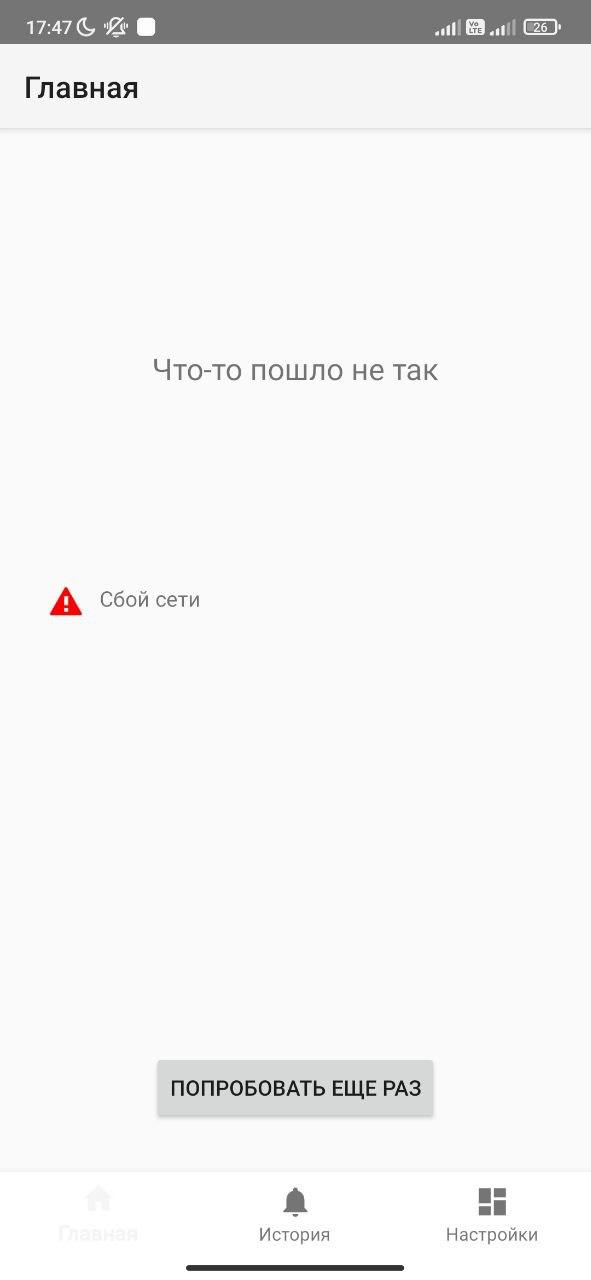 17:47 Vo LTE 26
Главная
Что-то пошло не так
Сбой сети
ПОПРОБОВАТЬ ЕЩЕ РАЗ
Главная История Настройки